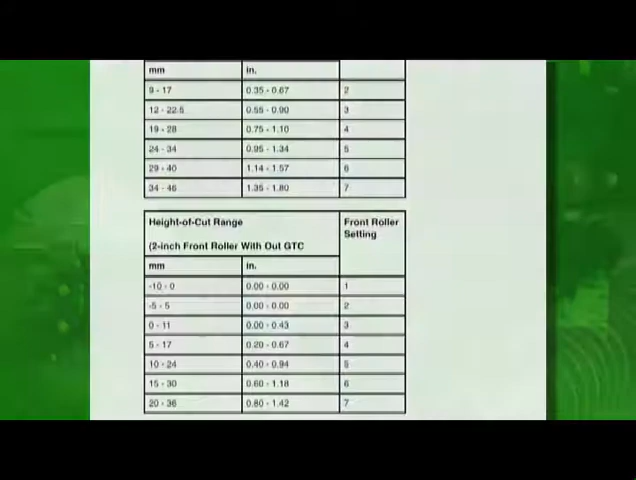 mm in.
9 - 17 0.35 - 0.67 2
12 - 22.5 0.55 - 0.90 3
19 - 28 0.75 - 1.10 4
24 - 34 0.95 - 1.34 5
29 - 40 1.14 - 1.57 6
34 - 46 1.35 - 1.80 7
Height-of-Cut Range Front Roller
Setting
(2-inch Front Roller With Out GTC
mm in.
-10 - 0 0.00 - 0.00 1
-5 - 5 0.00 - 0.00 2
0 - 11 0.00 - 0.43 3
5 - 17 0.20 - 0.67 4
10 - 24 0.40 - 0.94 5
15 - 30 0.60 - 1.18 6
20 - 36 0.80 - 1.42 7